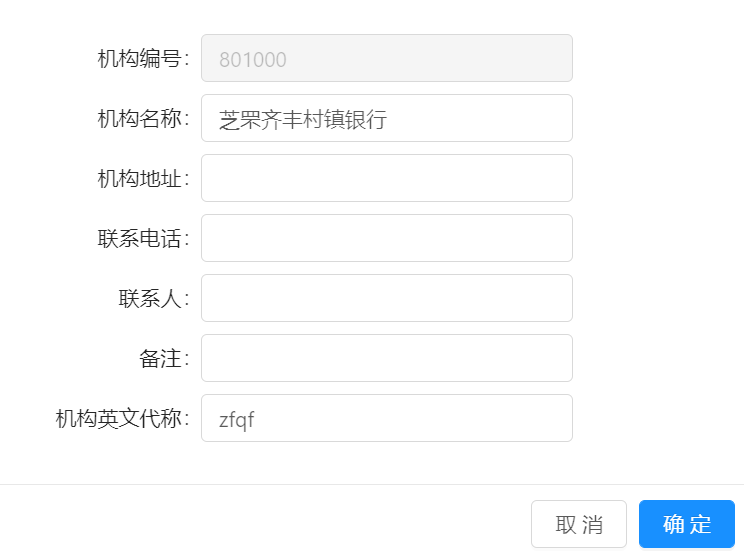 机构编号: 801000
机构名称: 芝罘齐丰村镇银行
机构地址:
联系电话:
联系人:
备注:
机构英文代称: zfqf
取 消 确 定